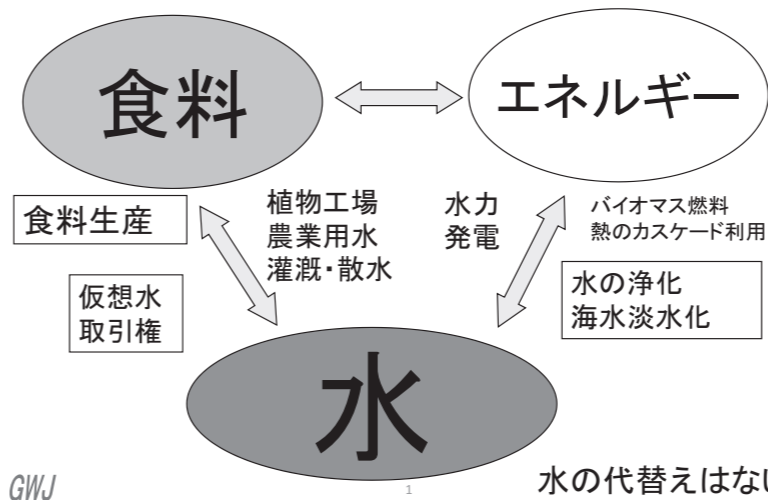 食料
エネルギー
食料生産
植物工場
農業用水
灌漑・散水
水力
発電
バイオマス燃料
熱のカスケード利用
仮想水
取引権
水の浄化
海水淡水化
水
GWJ
1
水の代替えはない